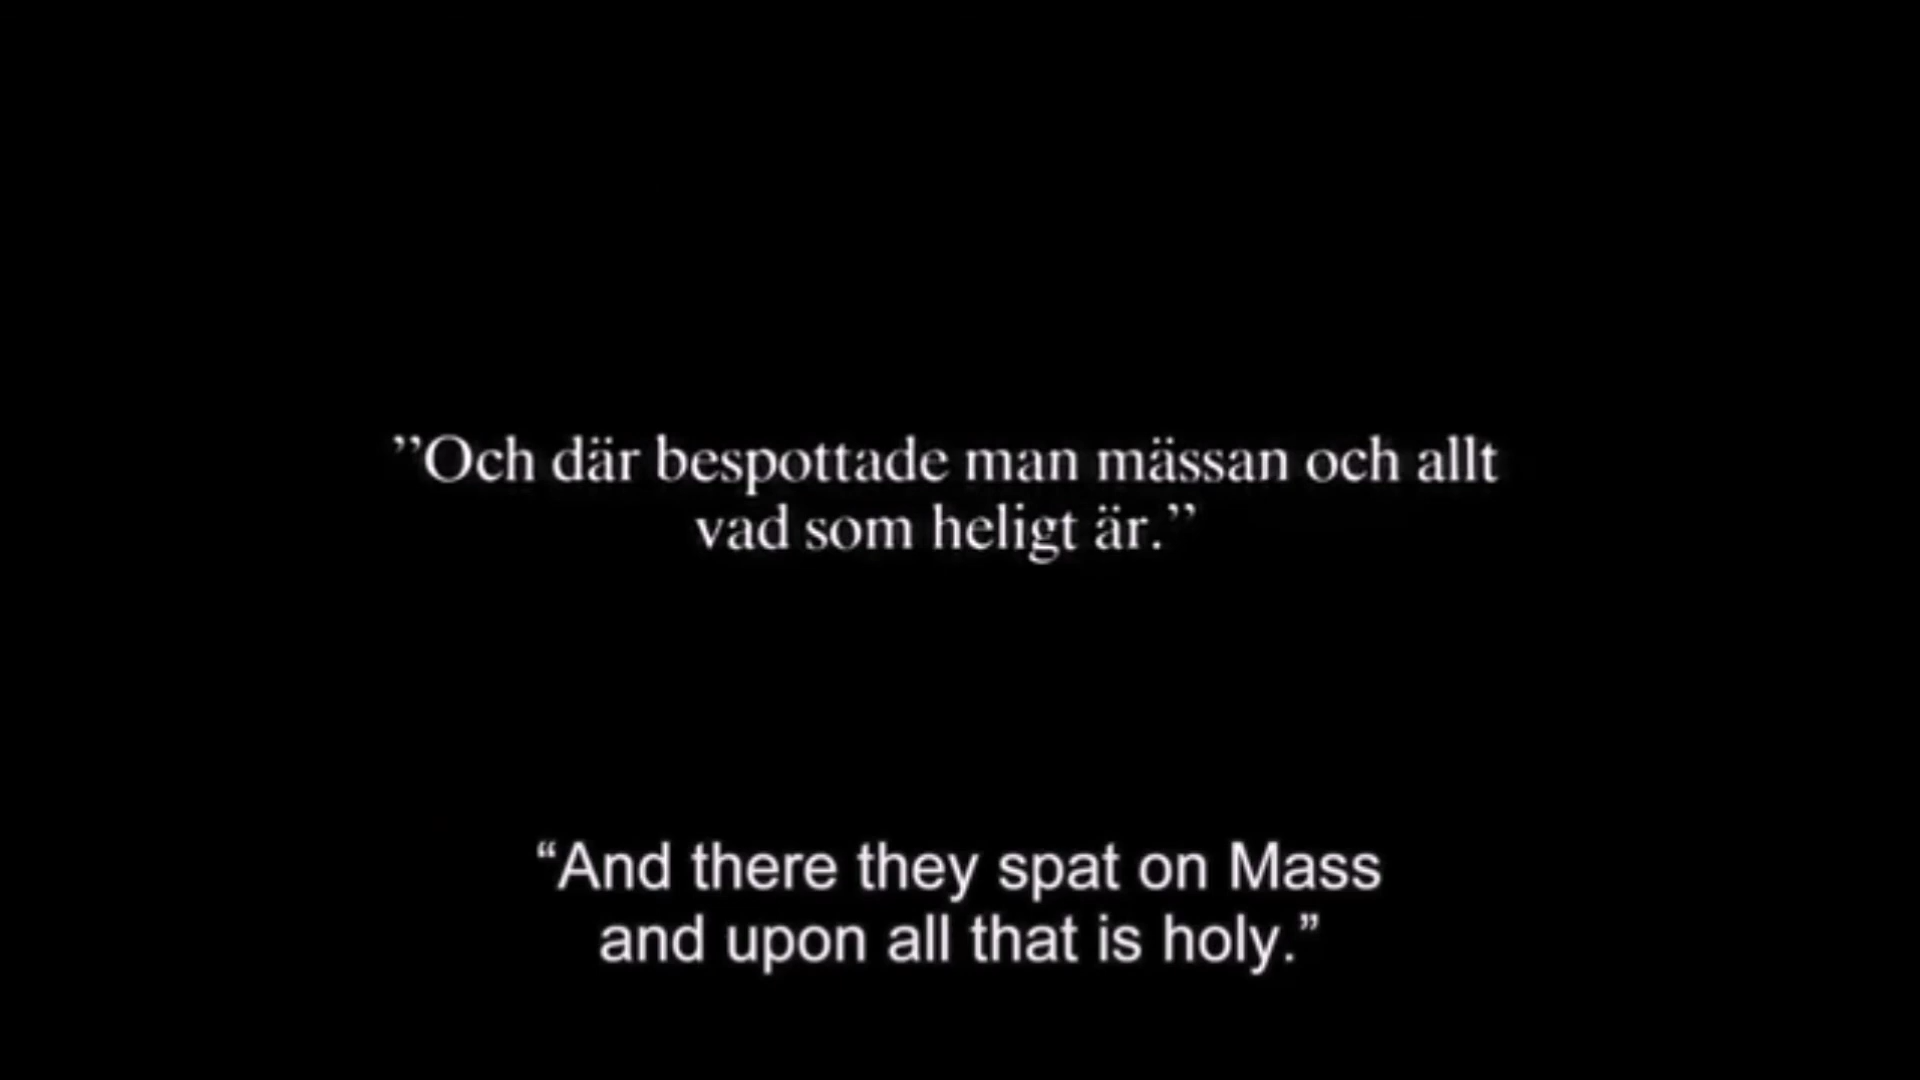 ”Och där bespottade man mässan och allt
vad som heligt är.”
“And there they spat on Mass
and upon all that is holy.”